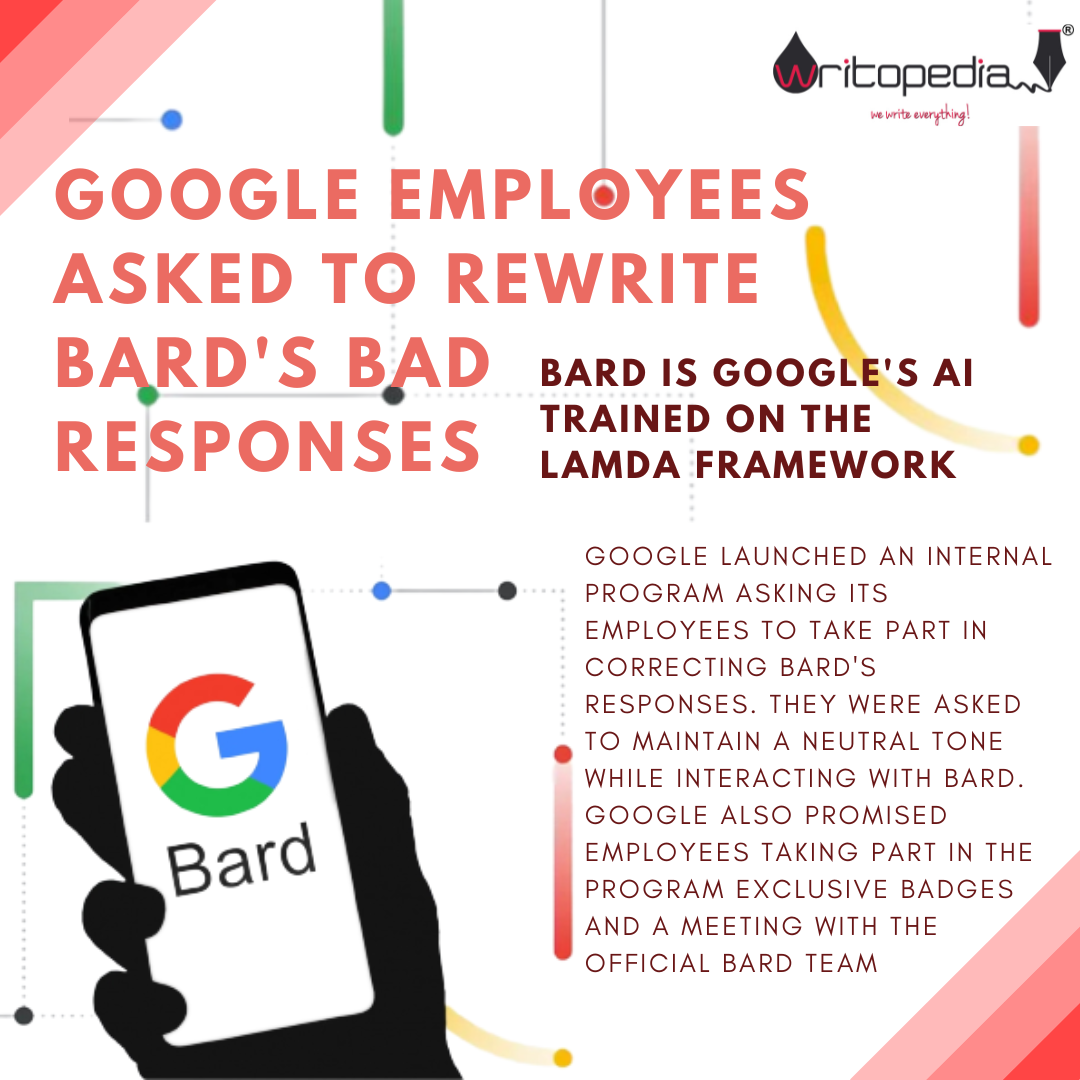 writopedia®
we write everything!
GOOGLE EMPLOYEES
ASKED TO REWRITE
BARD'S BAD
RESPONSES
BARD IS GOOGLE'S AI
TRAINED ON THE
LAMDA FRAMEWORK
GOOGLE LAUNCHED AN INTERNAL
PROGRAM ASKING ITS
EMPLOYEES TO TAKE PART IN
CORRECTING BARD'S
RESPONSES. THEY WERE ASKED
TO MAINTAIN A NEUTRAL TONE
WHILE INTERACTING WITH BARD.
GOOGLE ALSO PROMISED
EMPLOYEES TAKING PART IN THE
PROGRAM EXCLUSIVE BADGES
AND A MEETING WITH THE
OFFICIAL BARD TEAM
G
Bard